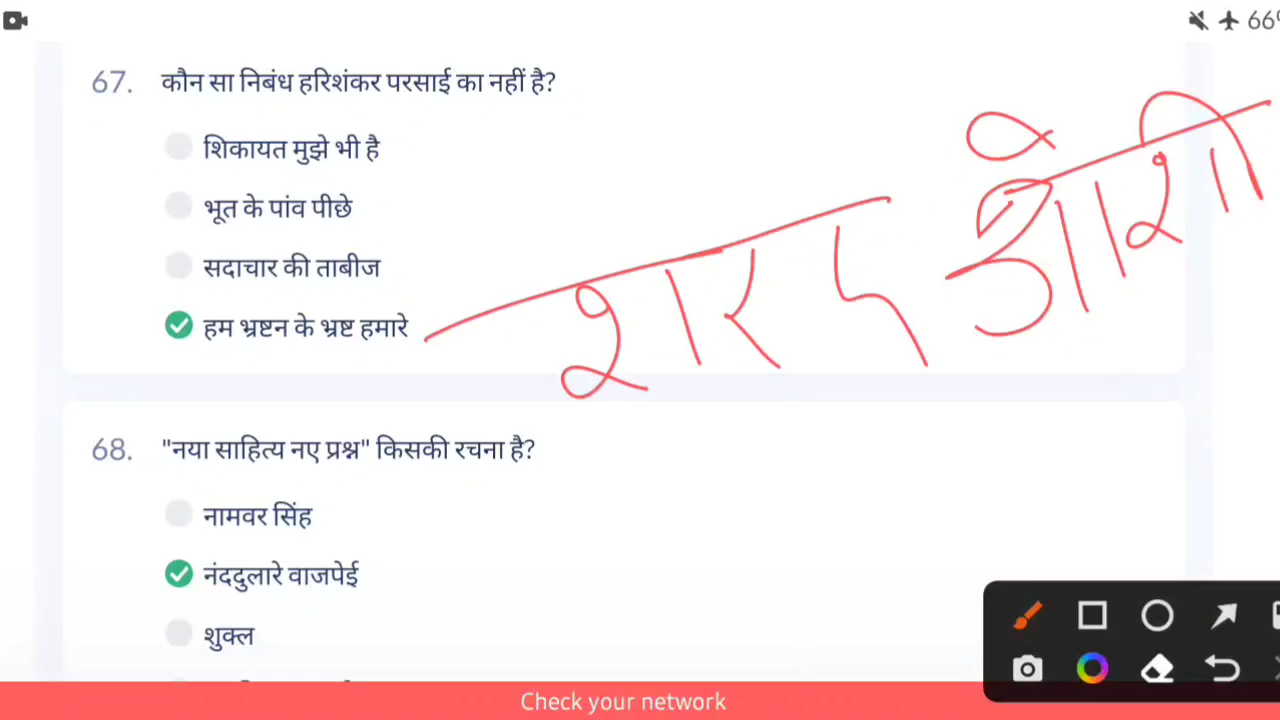 66%
67. कौन सा निबंध हरिशंकर परसाई का नहीं है?
शिकायत मुझे भी है
भूत के पांव पीछे
सदाचार की ताबीज
हम भ्रष्टन के भ्रष्ट हमारे
शरद जोशी
68. "नया साहित्य नए प्रश्न" किसकी रचना है?
नामवर सिंह
नंददुलारे वाजपेई
शुक्ल
Check your network